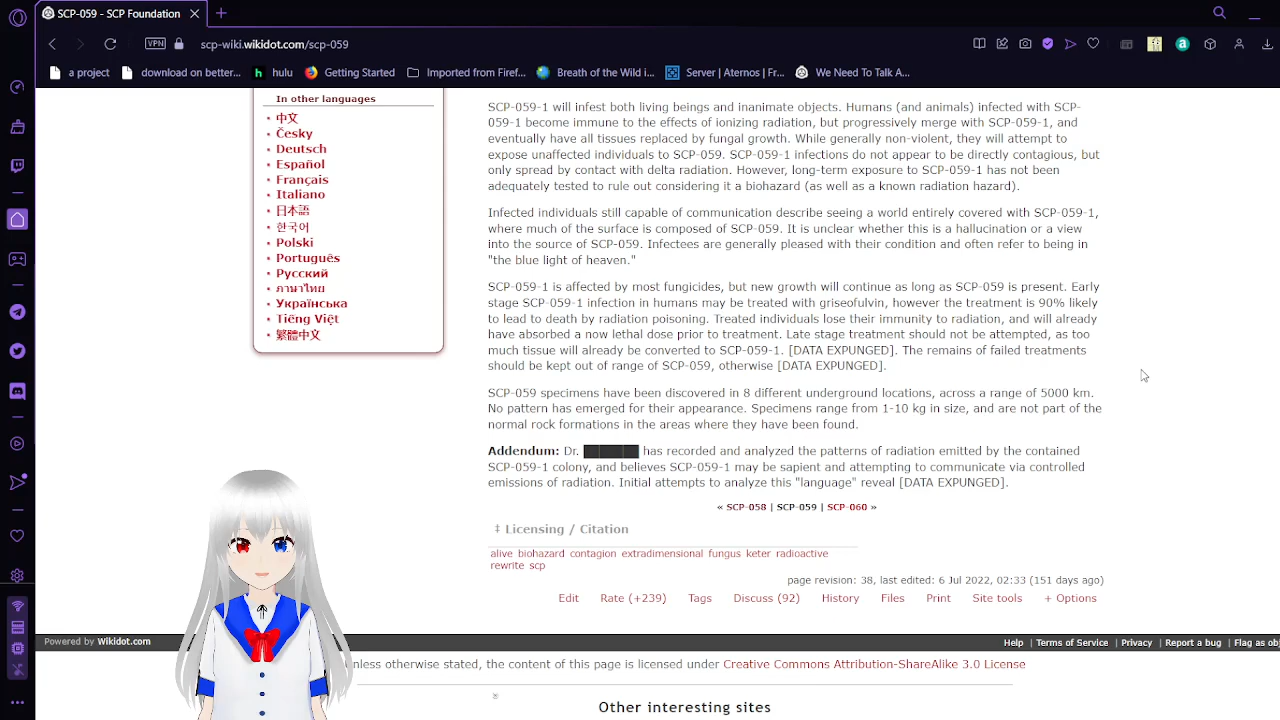 SCP-059 - SCP Foundation
VPN scp-wiki.wikidot.com/scp-059
a project download on better... hulu Getting Started Imported from Firef... Breath of the Wild i... Server | Aternos | Fr... We Need To Talk A...
In other languages
中文
Česky
Deutsch
Español
Français
Italiano
日本語
한국어
Polski
Português
Русский
ภาษาไทย
Українська
Tiếng Việt
繁體中文
SCP-059-1 will infest both living beings and inanimate objects. Humans (and animals) infected with SCP-
059-1 become immune to the effects of ionizing radiation, but progressively merge with SCP-059-1, and
eventually have all tissues replaced by fungal growth. While generally non-violent, they will attempt to
expose unaffected individuals to SCP-059. SCP-059-1 infections do not appear to be directly contagious, but
only spread by contact with delta radiation. However, long-term exposure to SCP-059-1 has not been
adequately tested to rule out considering it a biohazard (as well as a known radiation hazard).
Infected individuals still capable of communication describe seeing a world entirely covered with SCP-059-1,
where much of the surface is composed of SCP-059. It is unclear whether this is a hallucination or a view
into the source of SCP-059. Infectees are generally pleased with their condition and often refer to being in
"the blue light of heaven."
SCP-059-1 is affected by most fungicides, but new growth will continue as long as SCP-059 is present. Early
stage SCP-059-1 infection in humans may be treated with griseofulvin, however the treatment is 90% likely
to lead to death by radiation poisoning. Treated individuals lose their immunity to radiation, and will already
have absorbed a now lethal dose prior to treatment. Late stage treatment should not be attempted, as too
much tissue will already be converted to SCP-059-1. [DATA EXPUNGED]. The remains of failed treatments
should be kept out of range of SCP-059, otherwise [DATA EXPUNGED].
SCP-059 specimens have been discovered in 8 different underground locations, across a range of 5000 km.
No pattern has emerged for their appearance. Specimens range from 1-10 kg in size, and are not part of the
normal rock formations in the areas where they have been found.
Addendum: Dr. ██████ has recorded and analyzed the patterns of radiation emitted by the contained
SCP-059-1 colony, and believes SCP-059-1 may be sapient and attempting to communicate via controlled
emissions of radiation. Initial attempts to analyze this "language" reveal [DATA EXPUNGED].
« SCP-058 | SCP-059 | SCP-060 »
‡ Licensing / Citation
alive biohazard contagion extradimensional fungus keter radioactive
rewrite scp
page revision: 38, last edited: 6 Jul 2022, 02:33 (151 days ago)
Edit Rate (+239) Tags Discuss (92) History Files Print Site tools + Options
Powered by Wikidot.com Help | Terms of Service | Privacy | Report a bug | Flag as obj
nless otherwise stated, the content of this page is licensed under Creative Commons Attribution-ShareAlike 3.0 License
Other interesting sites